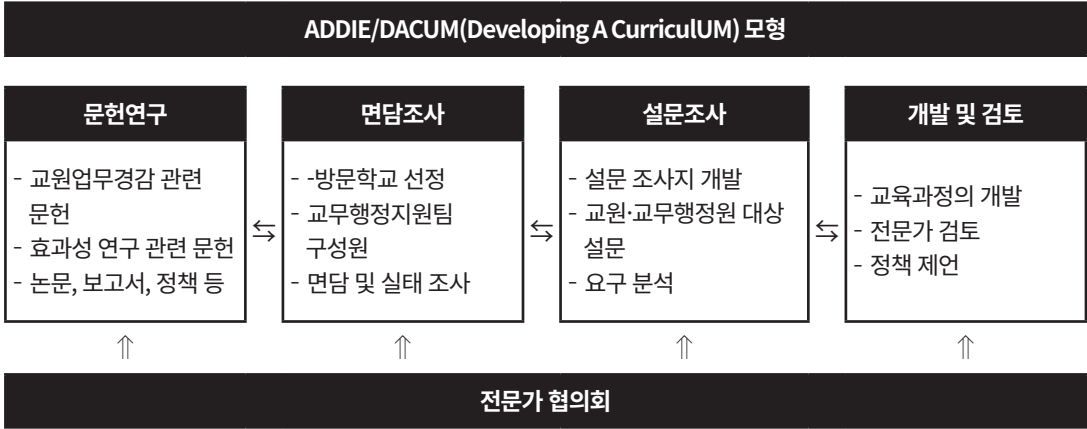 ADDIE/DACUM(Developing A CurriculUM) 모형
문헌연구
- 교원업무경감 관련
문헌
- 효과성 연구 관련 문헌
- 논문, 보고서, 정책 등
⇆
면담조사
- -방문학교 선정
- 교무행정지원팀
구성원
- 면담 및 실태 조사
⇆
설문조사
- 설문 조사지 개발
- 교원·교무행정원 대상
설문
- 요구 분석
⇆
개발 및 검토
- 교육과정의 개발
- 전문가 검토
- 정책 제언
⇑ ⇑ ⇑ ⇑
전문가 협의회